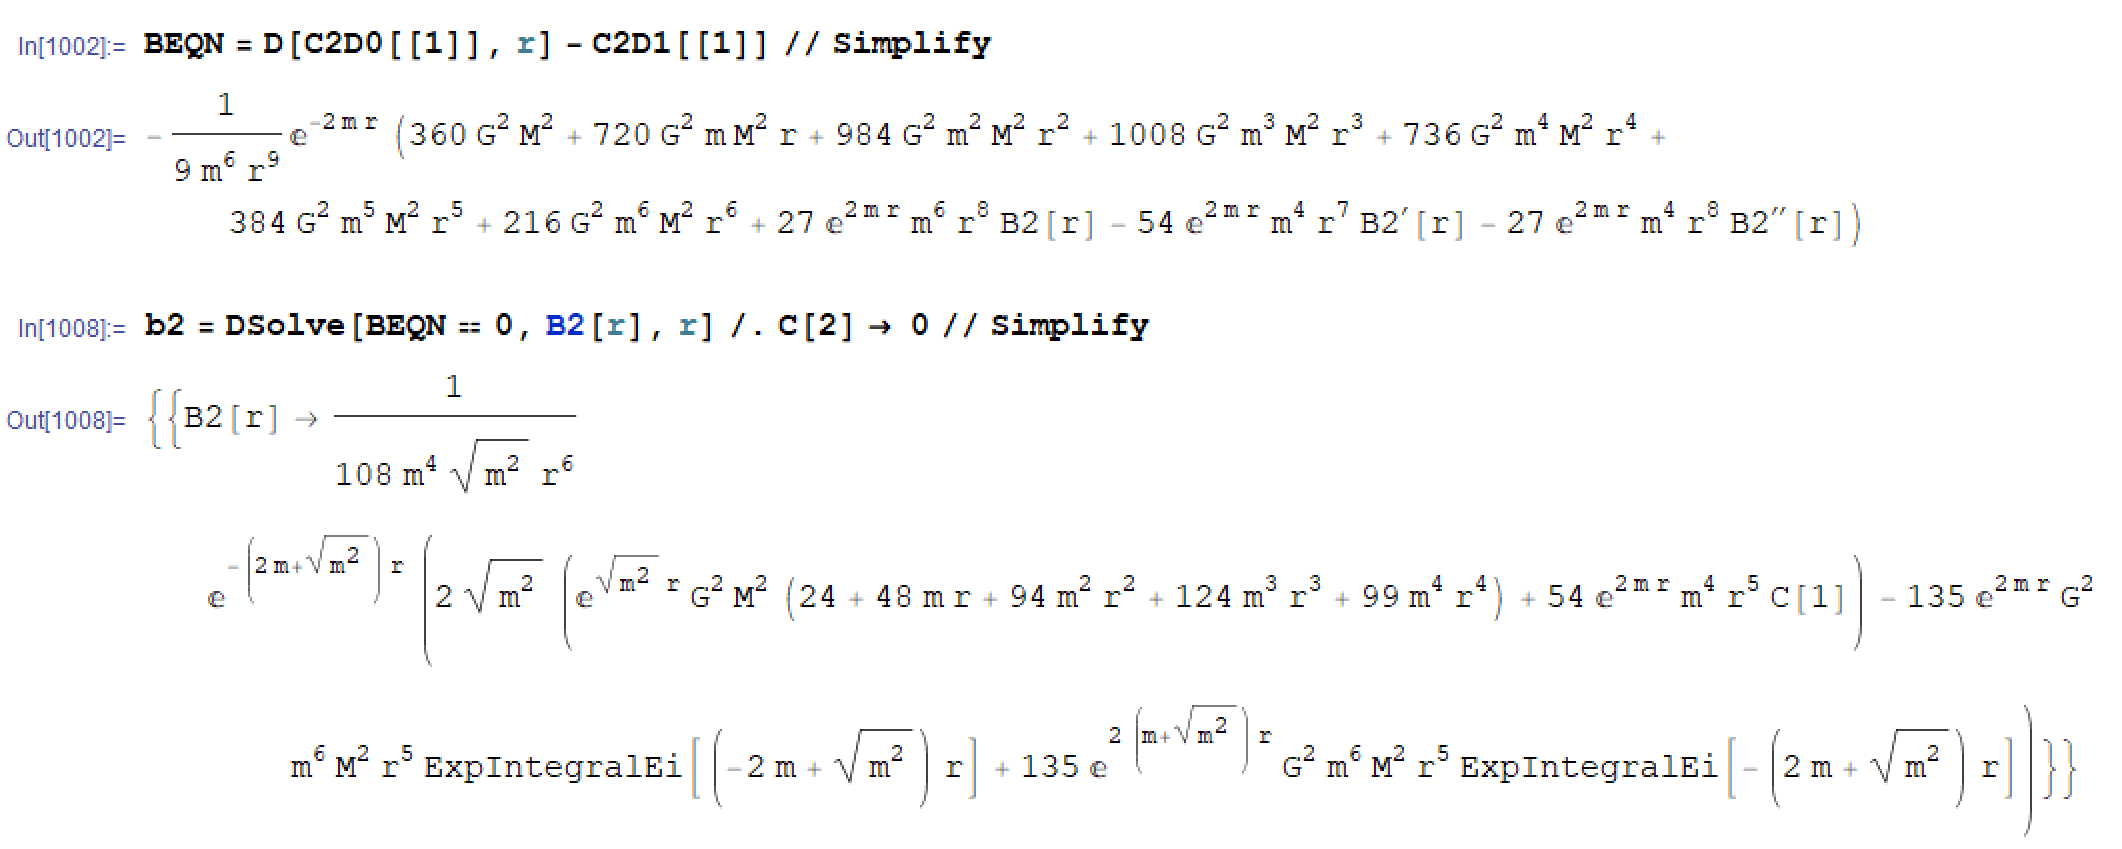 In[1002]:= BEQN = D[C2D0[[1]], r] - C2D1[[1]] // Simplify
Out[1002]= - 1/(9 m^6 r^9) e^(-2 m r) (360 G^2 M^2 + 720 G^2 m M^2 r + 984 G^2 m^2 M^2 r^2 + 1008 G^2 m^3 M^2 r^3 + 736 G^2 m^4 M^2 r^4 +
384 G^2 m^5 M^2 r^5 + 216 G^2 m^6 M^2 r^6 + 27 e^(2 m r) m^6 r^8 B2[r] - 54 e^(2 m r) m^4 r^7 B2′[r] - 27 e^(2 m r) m^4 r^8 B2″[r])
In[1008]:= b2 = DSolve[BEQN == 0, B2[r], r] /. C[2] → 0 // Simplify
Out[1008]= {{B2[r] → 1/(108 m^4 √(m^2) r^6)
e^(-(2 m+√(m^2)) r) (2 √(m^2) (e^(√(m^2) r) G^2 M^2 (24 + 48 m r + 94 m^2 r^2 + 124 m^3 r^3 + 99 m^4 r^4) + 54 e^(2 m r) m^4 r^5 C[1]) - 135 e^(2 m r) G^2
m^6 M^2 r^5 ExpIntegralEi[(-2 m + √(m^2)) r] + 135 e^(2 (m+√(m^2)) r) G^2 m^6 M^2 r^5 ExpIntegralEi[-(2 m + √(m^2)) r])}}